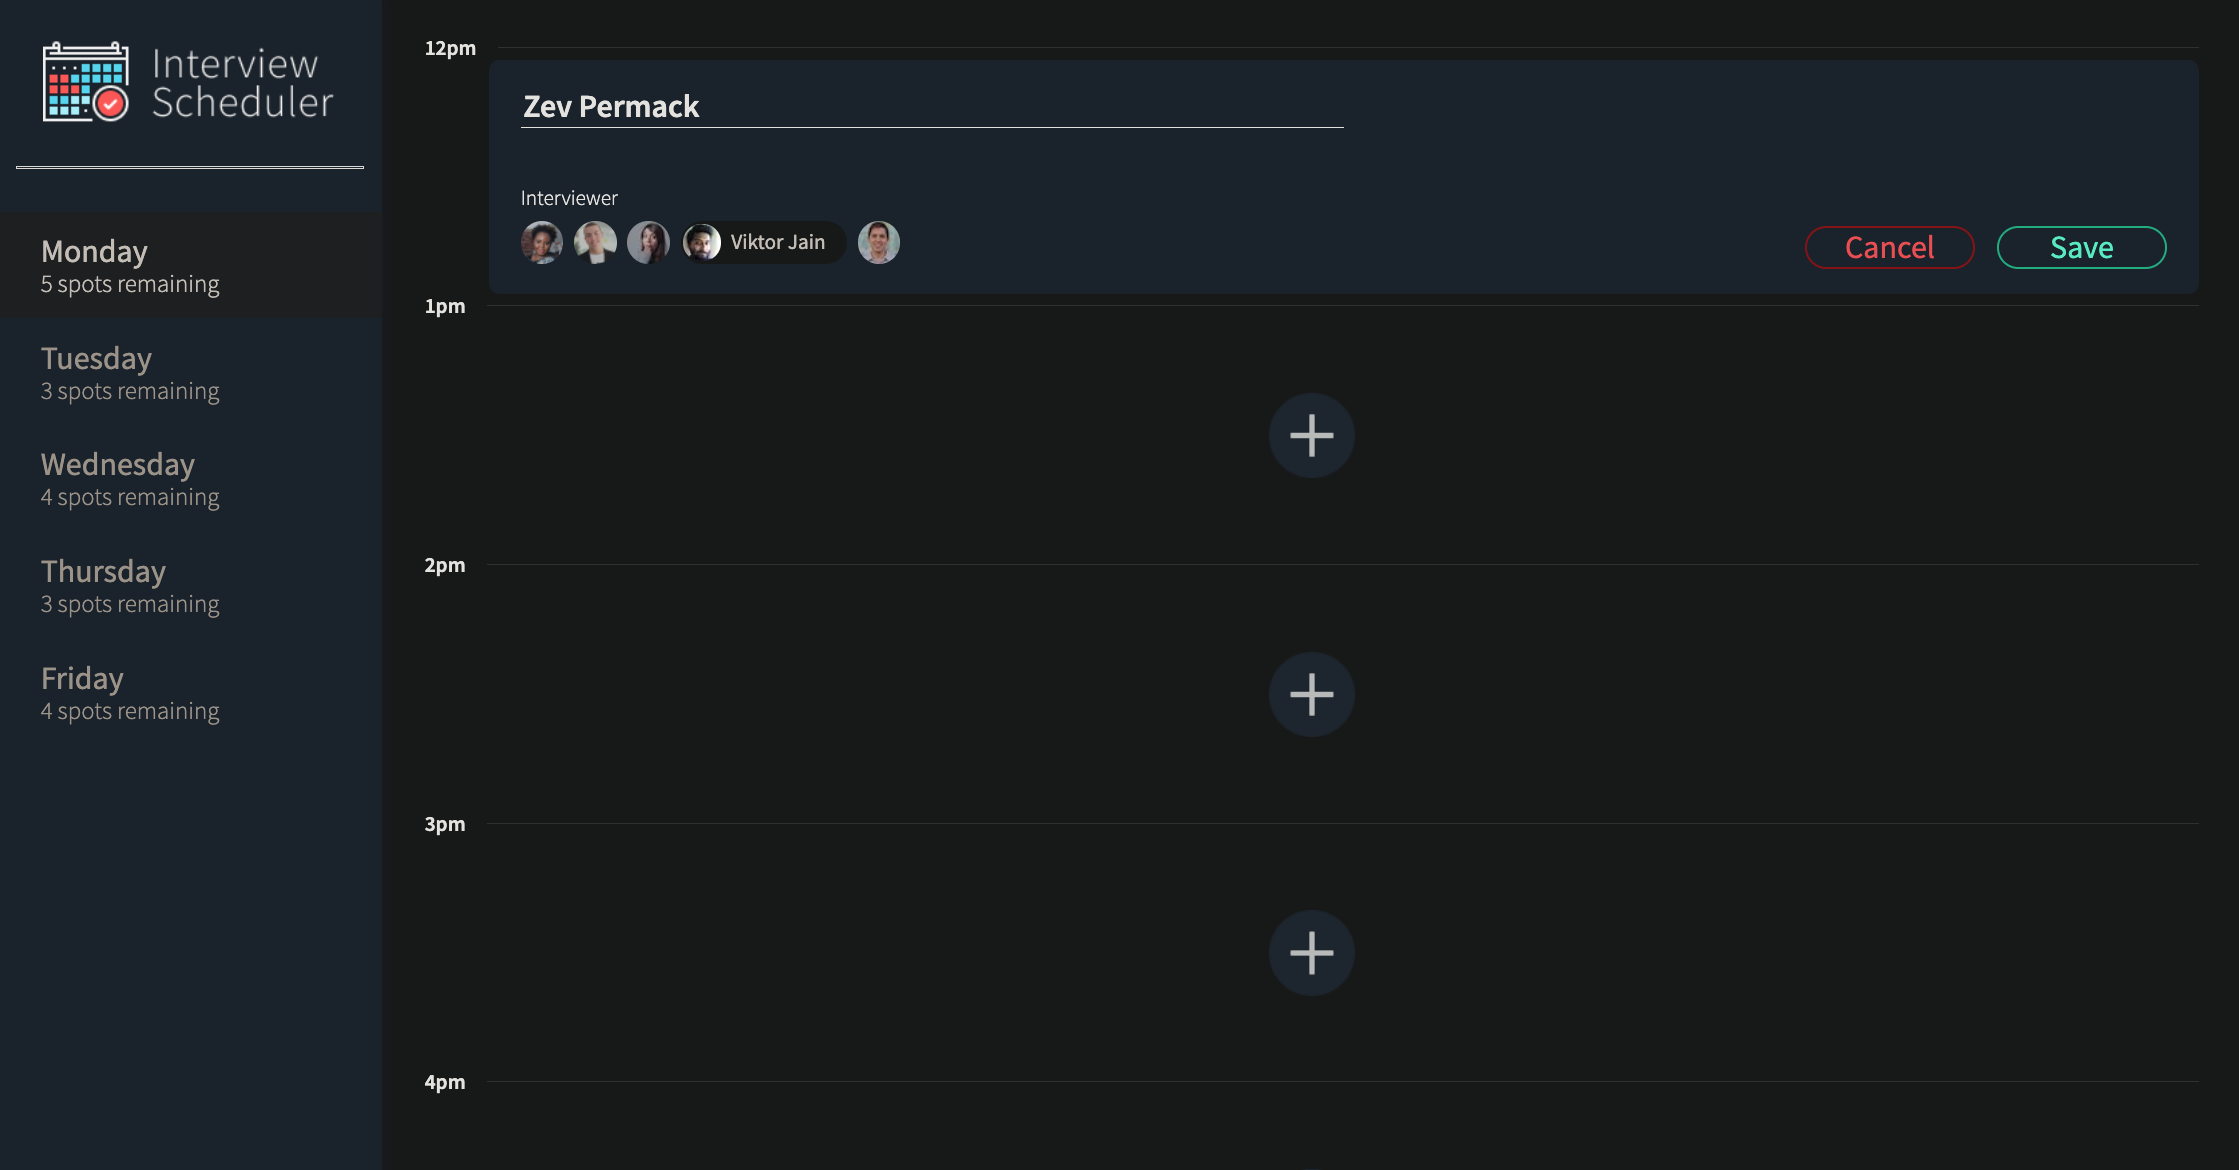 Interview
Scheduler
Monday
5 spots remaining
Tuesday
3 spots remaining
Wednesday
4 spots remaining
Thursday
3 spots remaining
Friday
4 spots remaining
12pm
Zev Permack
Interviewer
Viktor Jain
Cancel
Save
1pm
2pm
3pm
4pm